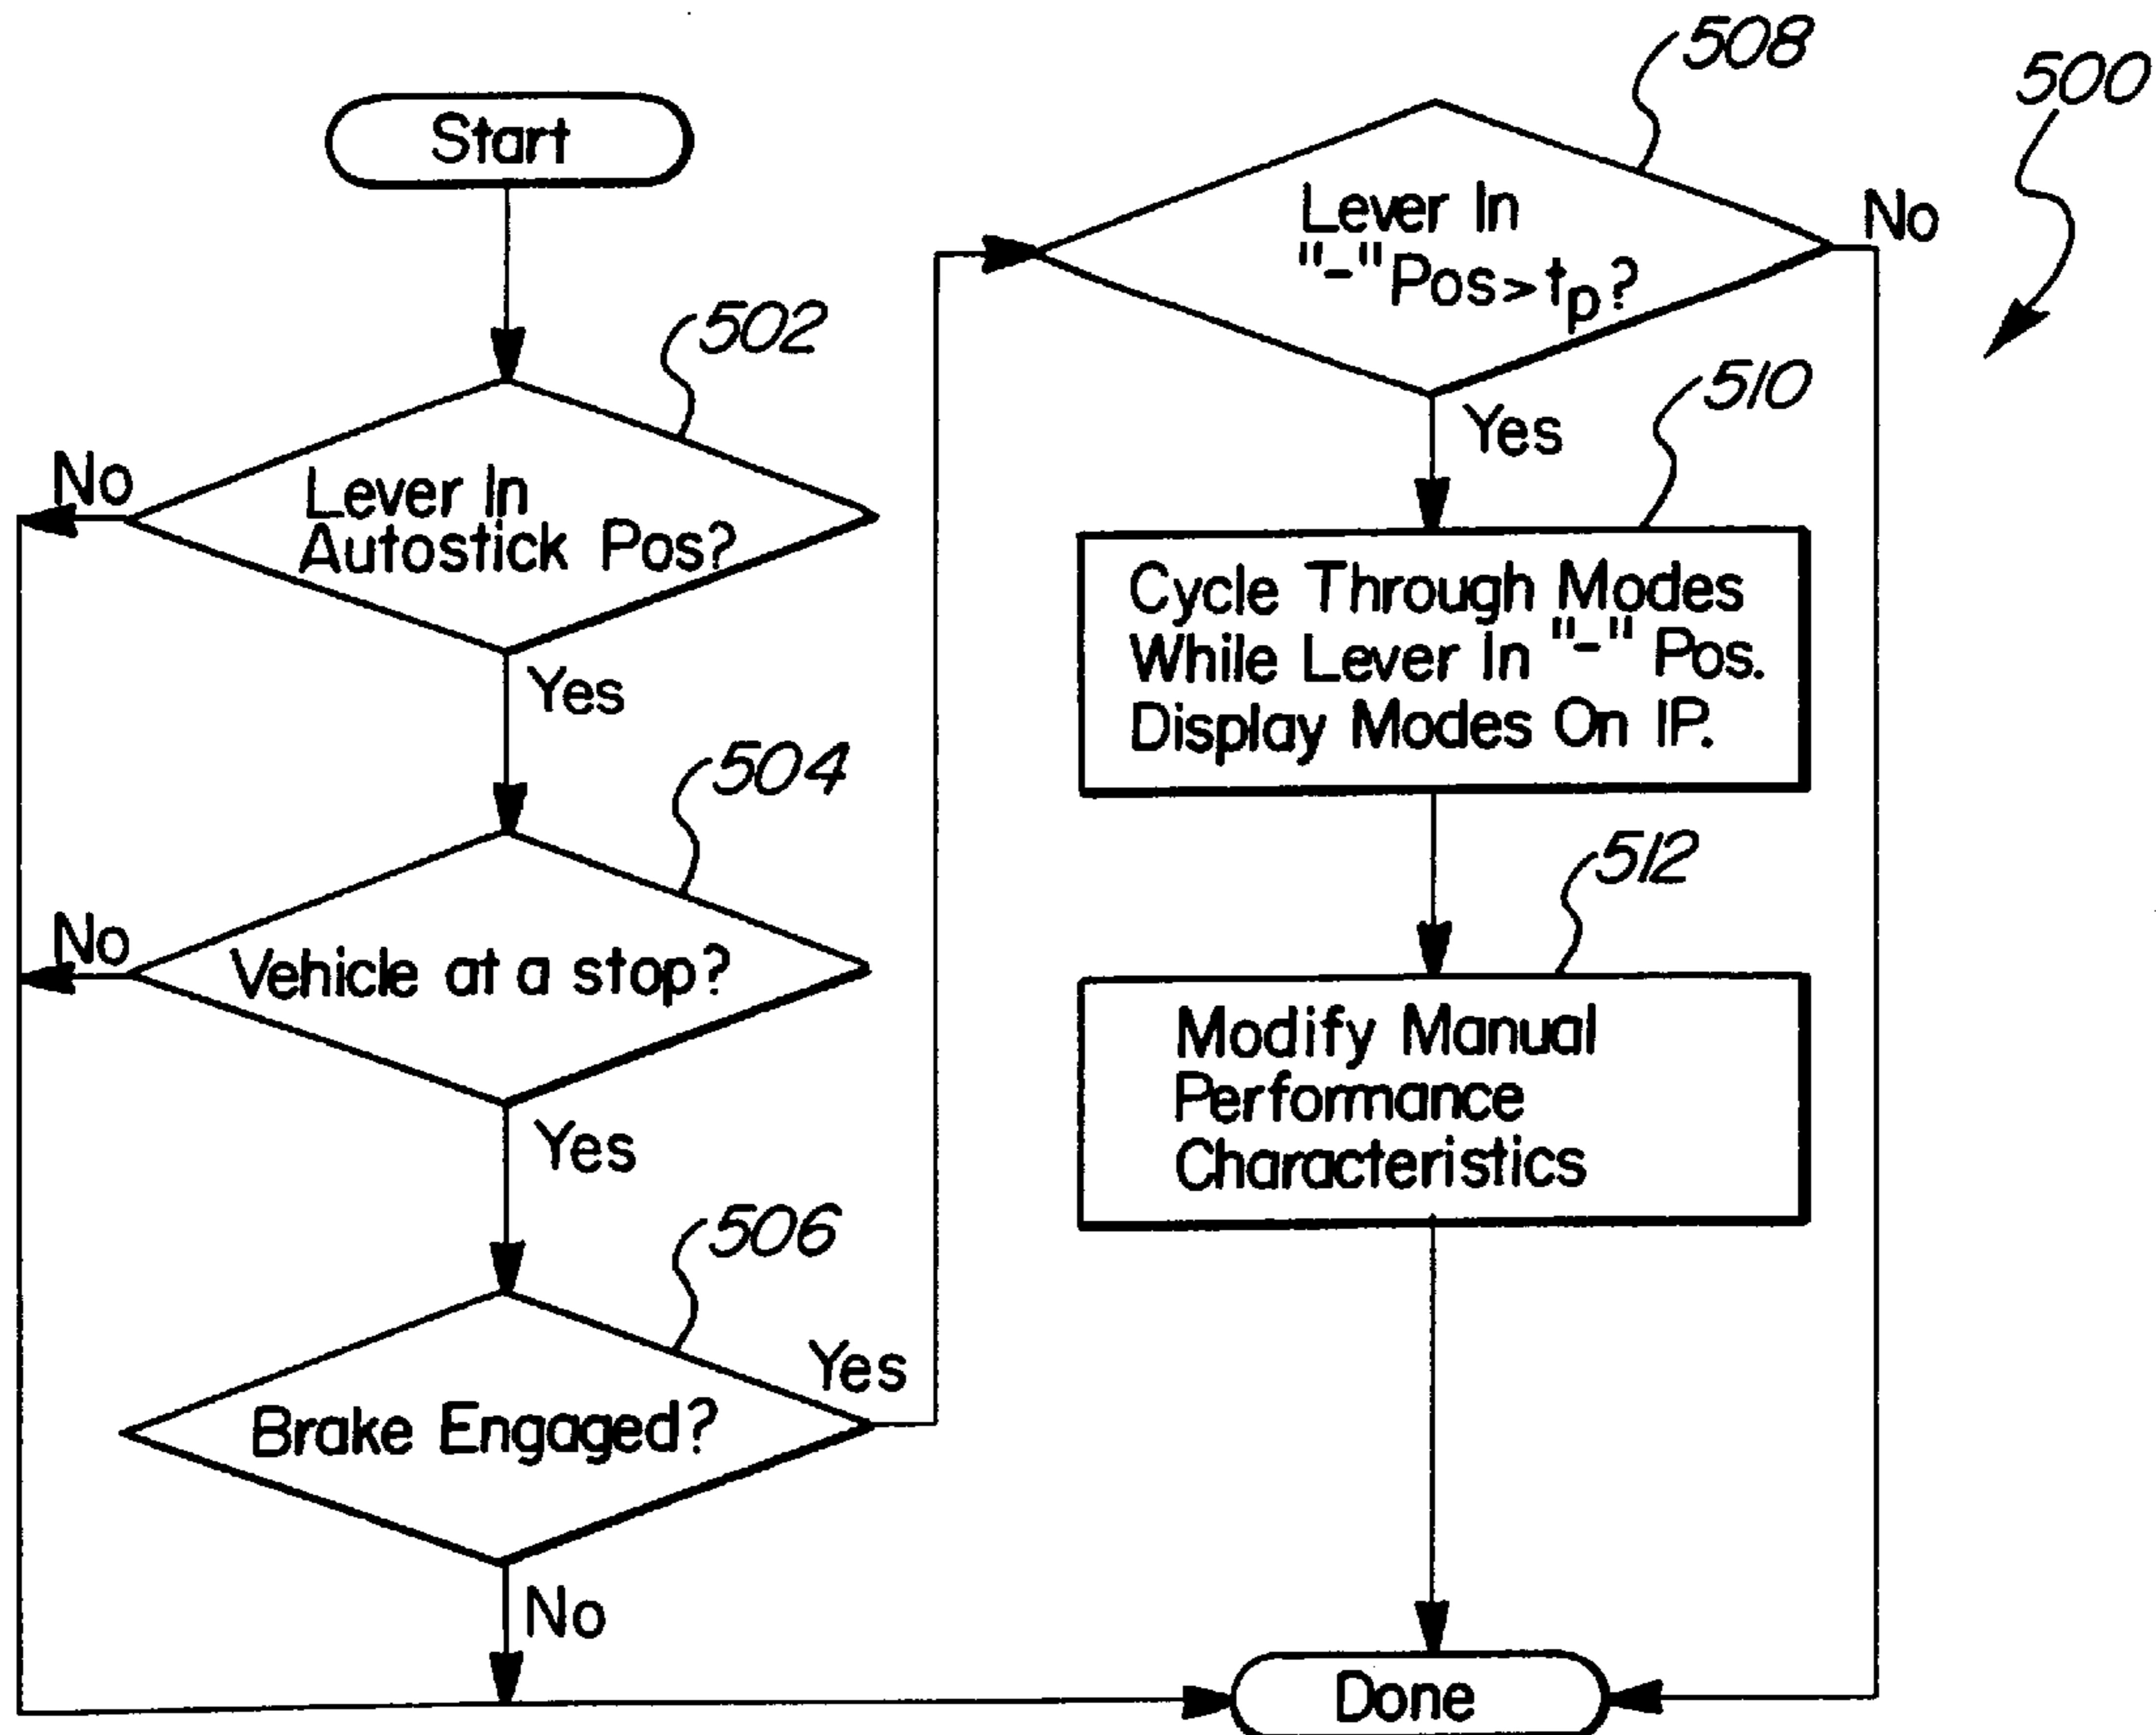 Start
502
Lever In
Autostick Pos?
No
Yes
504
Vehicle at a stop?
No
Yes
506
Brake Engaged?
Yes
No
508
500
Lever In
"-" Pos>tp?
No
Yes
510
Cycle Through Modes
While Lever In "-" Pos.
Display Modes On IP.
512
Modify Manual
Performance
Characteristics
Done